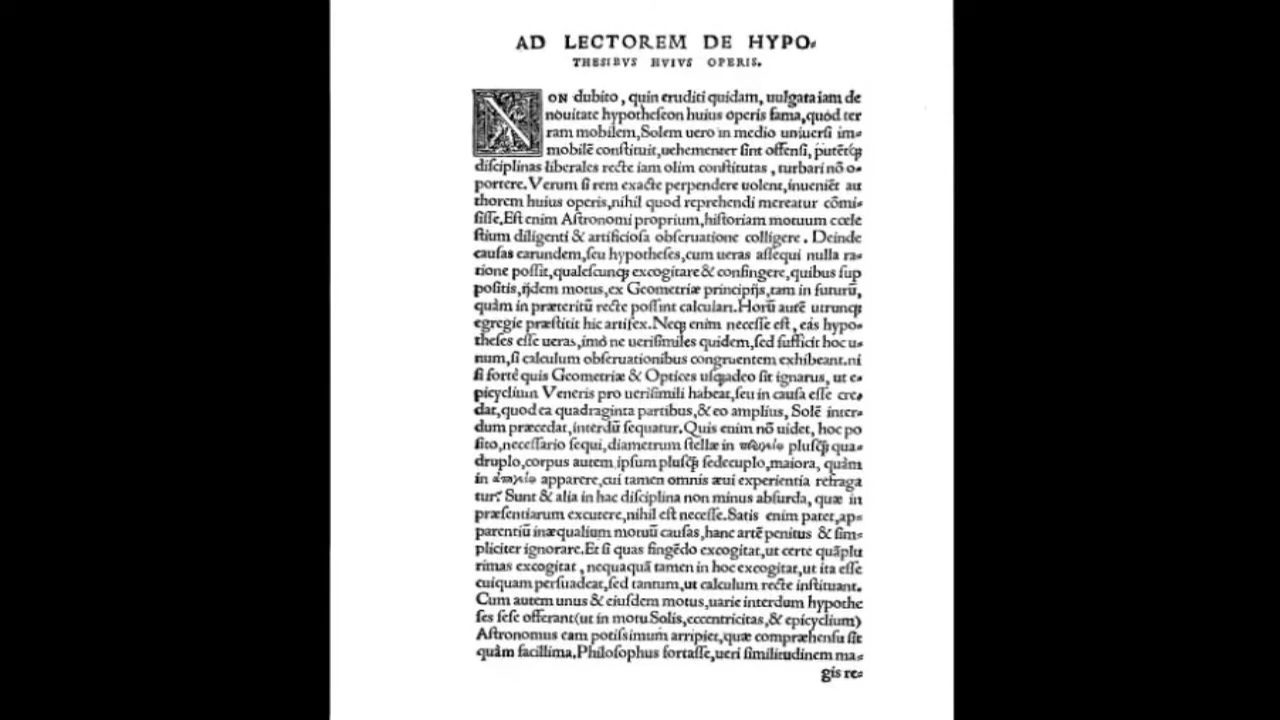 AD LECTOREM DE HYPO-
THESIBVS HVIVS OPERIS.
NON dubito, quin eruditi quidam, uulgata iam de
nouitate hypotheseωn huius operis fama, quòd ter
ram mobilem, Solem uero in medio uniuersi im-
mobilẽ constituit, uehementer sint offensi, putẽtq́;
disciplinas liberales recte iam olim constitutas, turbari nõ o-
portere. Verum si rem exacte perpendere uolent, inueniẽt au
thorem huius operis, nihil quod reprehendi mereatur cõmi-
sisse. Est enim Astronomi proprium, historiam motuum cœle
stium diligenti & artificiosa obseruatione colligere. Deinde
causas earundem, seu hypotheses, cum ueras assequi nulla ra-
tione possit, qualescunq; excogitare & confingere, quibus sup
positis, ijdem motus, ex Geometriæ principijs, tam in futurũ,
quàm in præteritũ recte possint calculari. Horũ autẽ utrunq;
egregie præstitit hic artifex. Neq; enim necesse est, eas hypo-
theses esse ueras, imò ne uerisimiles quidem, sed sufficit hoc u-
num, si calculum obseruationibus congruentem exhibeant. ni
si fortè quis Geometriæ & Optices usqadeo sit ignarus, ut e-
picyclium Veneris pro uerisimili habeat, seu in causa esse cre-
dat, quod ea quadraginta partibus, & eo amplius, Solẽ inter-
dum præcedat, interdũ sequatur. Quis enim nõ uidet, hoc po
sito, necessario sequi, diametrum stellæ in πἐριγείῳ plusq̃ qua-
druplo, corpus autem ipsum plusq̃ sedecuplo, maiora, quàm
in ἀπογείῳ apparere, cui tamen omnis æui experientia refraga
tur? Sunt & alia in hac disciplina non minus absurda, quæ in
præsentiarum excutere, nihil est necesse. Satis enim patet, ap-
parentiũ inæqualium motuũ causas, hanc artẽ penitus & sim-
pliciter ignorare. Et si quas fingẽdo excogitat, ut certe quãplu
rimas excogitat, nequaquã tamen in hoc excogitat, ut ita esse
cuiquam persuadeat, sed tantum, ut calculum recte instituant.
Cum autem unus & eiusdem motus, uarie interdum hypothe
ses sese offerant (ut in motu Solis, eccentricitas, & epicyclium)
Astronomus eam potissimum arripiet, quæ compræhensu sit
quàm facillima. Philosophus fortasse, ueri similitudinem ma-
gis re-